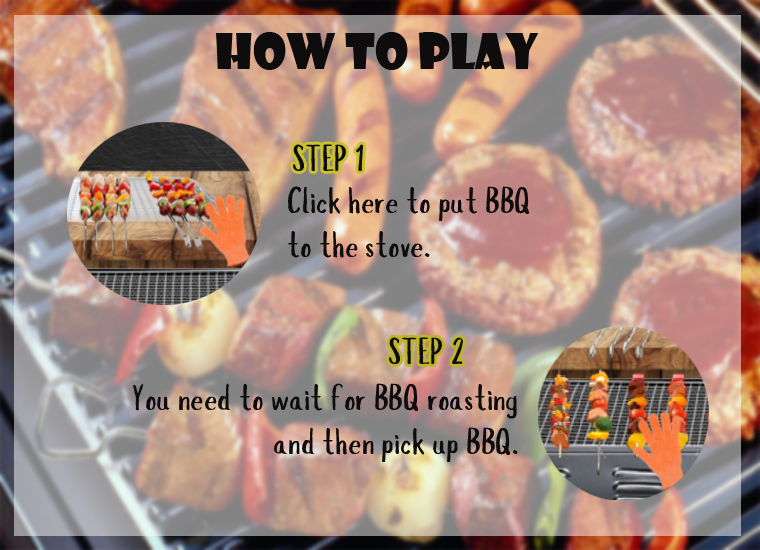 HOW TO PLAY
STEP 1
Click here to put BBQ
to the stove.
STEP 2
You need to wait for BBQ roasting
and then pick up BBQ.